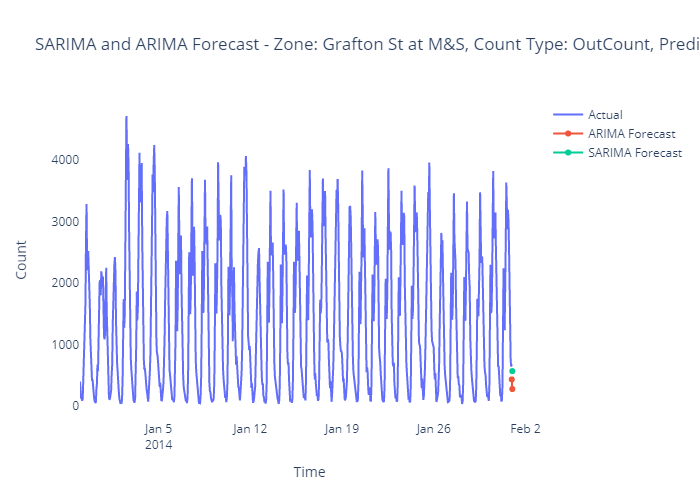 SARIMA and ARIMA Forecast - Zone: Grafton St at M&S, Count Type: OutCount, Predi
Actual
ARIMA Forecast
SARIMA Forecast
Count
4000
3000
2000
1000
0
Jan 5
2014
Jan 12
Jan 19
Jan 26
Feb 2
Time